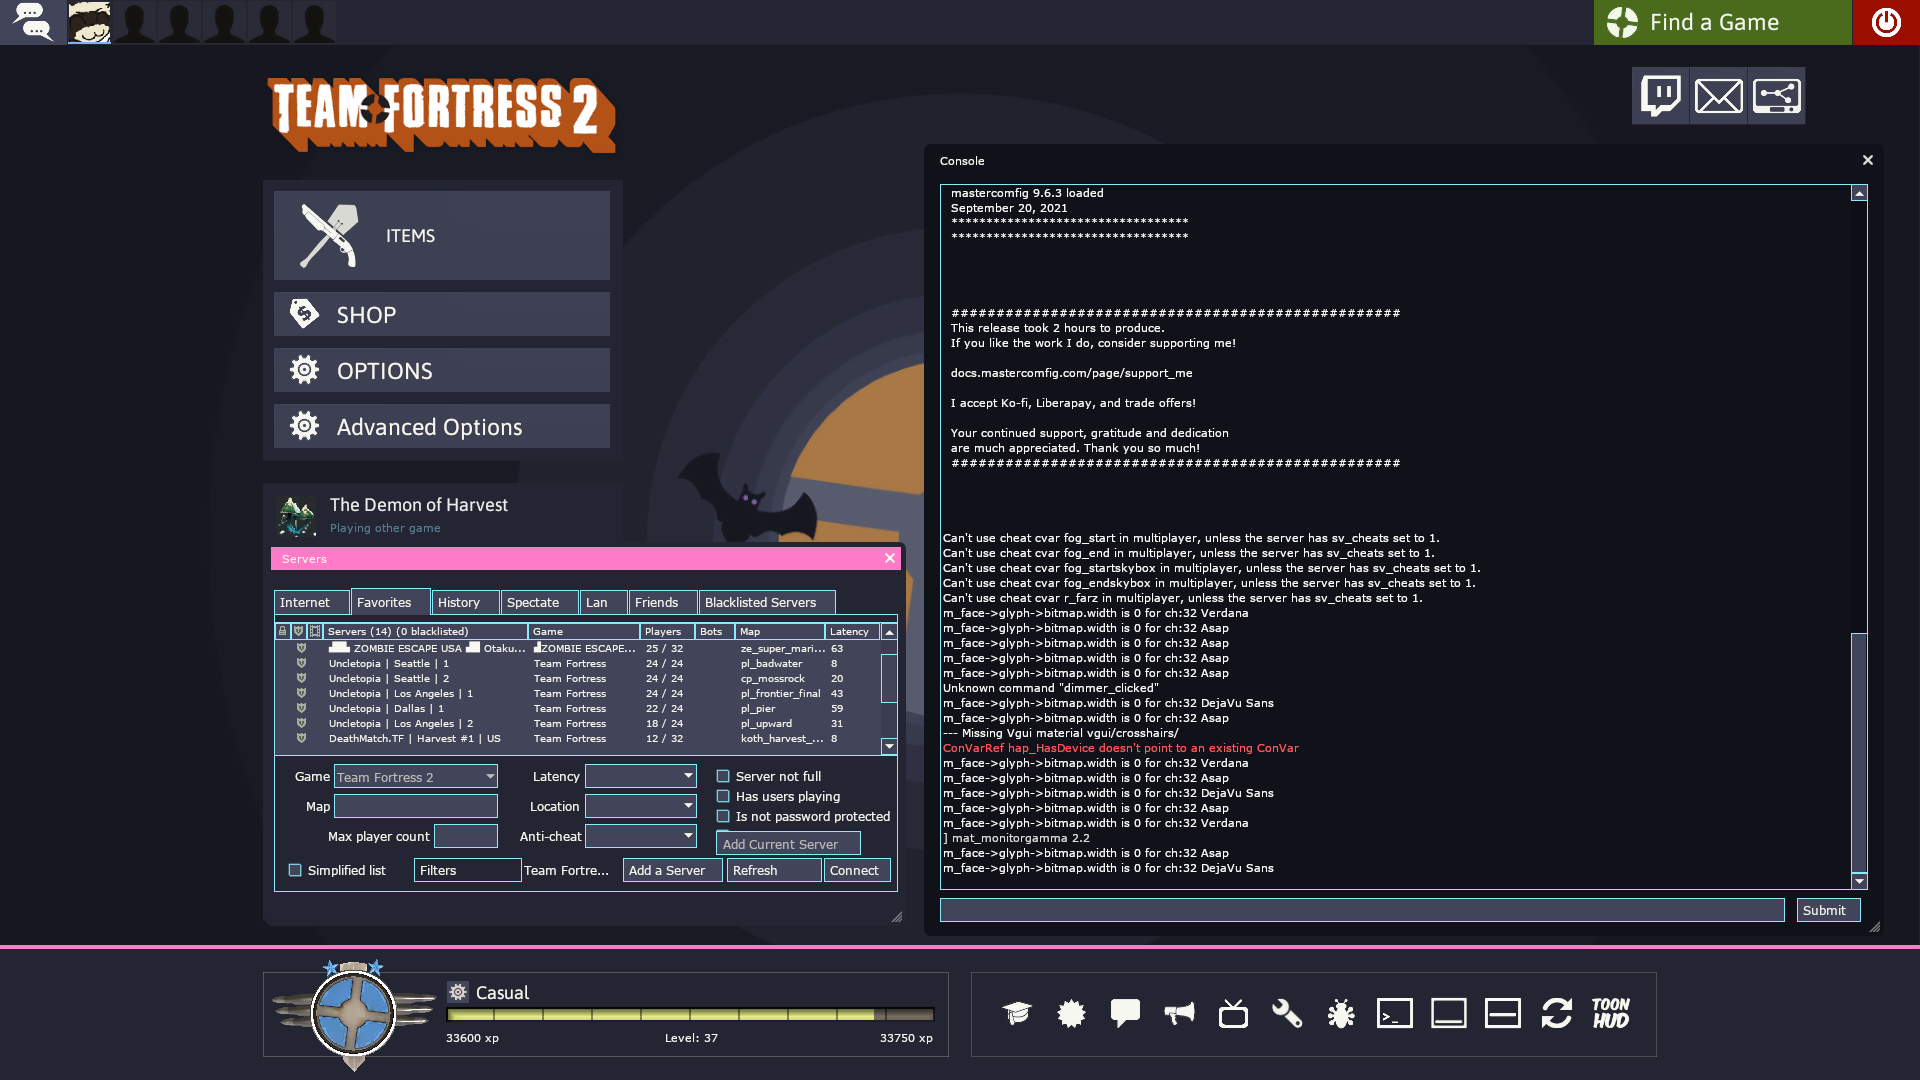 Find a Game
TEAM FORTRESS 2
ITEMS
SHOP
OPTIONS
Advanced Options
The Demon of Harvest
Playing other game
Servers
Internet Favorites History Spectate Lan Friends Blacklisted Servers
Servers (14) (0 blacklisted) Game Players Bots Map Latency
ZOMBIE ESCAPE USA Otaku... ZOMBIE ESCAPE... 25 / 32 ze_super_mari... 63
Uncletopia | Seattle | 1 Team Fortress 24 / 24 pl_badwater 8
Uncletopia | Seattle | 2 Team Fortress 24 / 24 cp_mossrock 20
Uncletopia | Los Angeles | 1 Team Fortress 24 / 24 pl_frontier_final 43
Uncletopia | Dallas | 1 Team Fortress 22 / 24 pl_pier 59
Uncletopia | Los Angeles | 2 Team Fortress 18 / 24 pl_upward 31
DeathMatch.TF | Harvest #1 | US Team Fortress 12 / 32 koth_harvest_... 8
Game Team Fortress 2 Latency Server not full
Has users playing
Map Location
Is not password protected
Max player count Anti-cheat
Add Current Server
Simplified list Filters Team Fortre... Add a Server Refresh Connect
Console
mastercomfig 9.6.3 loaded
September 20, 2021
**********************************
**********************************
##################################################
This release took 2 hours to produce.
If you like the work I do, consider supporting me!
docs.mastercomfig.com/page/support_me
I accept Ko-fi, Liberapay, and trade offers!
Your continued support, gratitude and dedication
are much appreciated. Thank you so much!
##################################################
Can't use cheat cvar fog_start in multiplayer, unless the server has sv_cheats set to 1.
Can't use cheat cvar fog_end in multiplayer, unless the server has sv_cheats set to 1.
Can't use cheat cvar fog_startskybox in multiplayer, unless the server has sv_cheats set to 1.
Can't use cheat cvar fog_endskybox in multiplayer, unless the server has sv_cheats set to 1.
Can't use cheat cvar r_farz in multiplayer, unless the server has sv_cheats set to 1.
m_face->glyph->bitmap.width is 0 for ch:32 Verdana
m_face->glyph->bitmap.width is 0 for ch:32 Asap
m_face->glyph->bitmap.width is 0 for ch:32 Asap
m_face->glyph->bitmap.width is 0 for ch:32 Asap
m_face->glyph->bitmap.width is 0 for ch:32 Asap
Unknown command "dimmer_clicked"
m_face->glyph->bitmap.width is 0 for ch:32 DejaVu Sans
m_face->glyph->bitmap.width is 0 for ch:32 Asap
--- Missing Vgui material vgui/crosshairs/
ConVarRef hap_HasDevice doesn't point to an existing ConVar
m_face->glyph->bitmap.width is 0 for ch:32 Verdana
m_face->glyph->bitmap.width is 0 for ch:32 Asap
m_face->glyph->bitmap.width is 0 for ch:32 DejaVu Sans
m_face->glyph->bitmap.width is 0 for ch:32 Asap
m_face->glyph->bitmap.width is 0 for ch:32 Verdana
] mat_monitorgamma 2.2
m_face->glyph->bitmap.width is 0 for ch:32 Asap
m_face->glyph->bitmap.width is 0 for ch:32 DejaVu Sans
Submit
Casual
33600 xp Level: 37 33750 xp
TOON
HUD